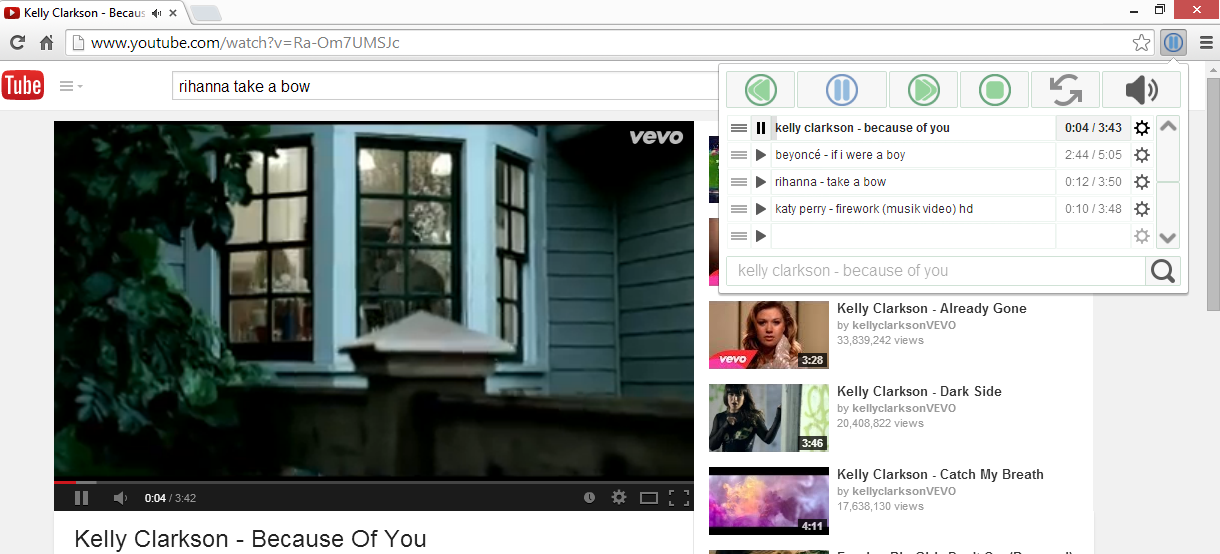 Kelly Clarkson - Becaus
www.youtube.com/watch?v=Ra-Om7UMSJc
Tube
rihanna take a bow
kelly clarkson - because of you 0:04 / 3:43
beyoncé - if i were a boy 2:44 / 5:05
rihanna - take a bow 0:12 / 3:50
katy perry - firework (musik video) hd 0:10 / 3:48
kelly clarkson - because of you
vevo
Kelly Clarkson - Already Gone
by kellyclarksonVEVO
33,839,242 views
vevo
3:28
Kelly Clarkson - Dark Side
by kellyclarksonVEVO
20,408,822 views
3:46
Kelly Clarkson - Catch My Breath
by kellyclarksonVEVO
17,638,130 views
4:11
0:04 / 3:42
Kelly Clarkson - Because Of You